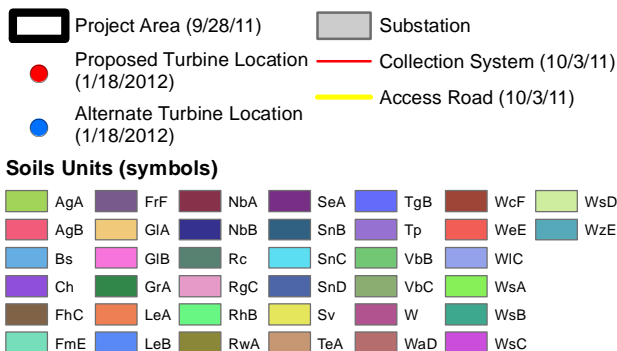 Project Area (9/28/11)
Proposed Turbine Location
(1/18/2012)
Alternate Turbine Location
(1/18/2012)
Substation
Collection System (10/3/11)
Access Road (10/3/11)
Soils Units (symbols)
AgA FrF NbA SeA TgB WcF WsD
AgB GlA NbB SnB Tp WeE WzE
Bs GlB Rc SnC VbB WlC
Ch GrA RgC SnD VbC WsA
FhC LeA RhB Sv W WsB
FmE LeB RwA TeA WaD WsC